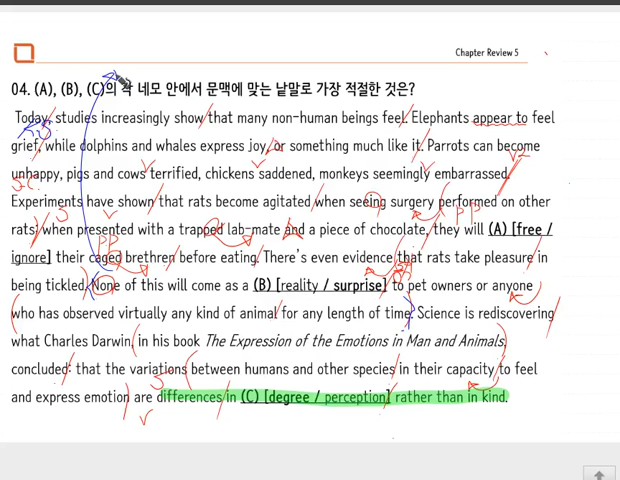 Chapter Review 5
04. (A), (B), (C)의 각 네모 안에서 문맥에 맞는 낱말로 가장 적절한 것은?
Today, studies increasingly show that many non-human beings feel. Elephants appear to feel
grief, while dolphins and whales express joy, or something much like it. Parrots can become
unhappy, pigs and cows terrified, chickens saddened, monkeys seemingly embarrassed.
Experiments have shown that rats become agitated when seeing surgery performed on other
rats; when presented with a trapped lab-mate and a piece of chocolate, they will (A) [free /
ignore] their caged brethren before eating. There's even evidence that rats take pleasure in
being tickled. None of this will come as a (B) [reality / surprise] to pet owners or anyone
who has observed virtually any kind of animal for any length of time. Science is rediscovering
what Charles Darwin, in his book The Expression of the Emotions in Man and Animals,
concluded: that the variations between humans and other species in their capacity to feel
and express emotion are differences in (C) [degree / perception] rather than in kind.